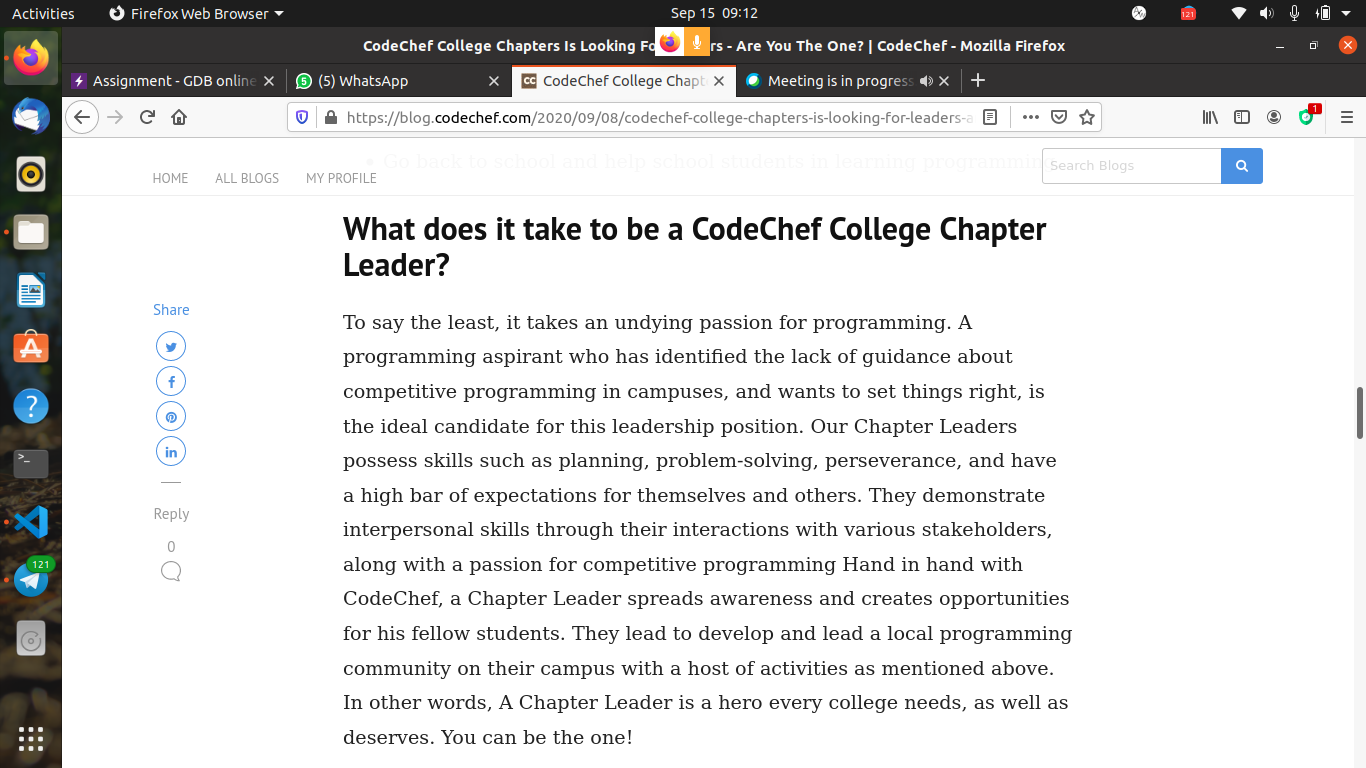 Activities
Firefox Web Browser
Sep 15 09:12
121
CodeChef College Chapters Is Looking Fo rs - Are You The One? | CodeChef - Mozilla Firefox
Assignment - GDB online
5
(5) WhatsApp
CC
CodeChef College Chapt
Meeting is in progress
https://blog.codechef.com/2020/09/08/codechef-college-chapters-is-looking-for-leaders-a
1
Go back to school and help school students in learning programming
HOME
ALL BLOGS
MY PROFILE
Search Blogs
What does it take to be a CodeChef College Chapter
Leader?
Share
Reply
0
To say the least, it takes an undying passion for programming. A
programming aspirant who has identified the lack of guidance about
competitive programming in campuses, and wants to set things right, is
the ideal candidate for this leadership position. Our Chapter Leaders
possess skills such as planning, problem-solving, perseverance, and have
a high bar of expectations for themselves and others. They demonstrate
interpersonal skills through their interactions with various stakeholders,
along with a passion for competitive programming Hand in hand with
CodeChef, a Chapter Leader spreads awareness and creates opportunities
for his fellow students. They lead to develop and lead a local programming
community on their campus with a host of activities as mentioned above.
In other words, A Chapter Leader is a hero every college needs, as well as
deserves. You can be the one!
121